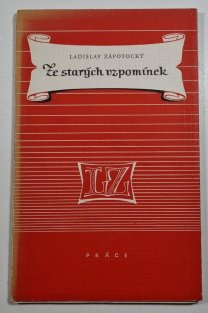 LADISLAV ZÁPOTOCKÝ
Ze starých vzpomínek
LZ
PRÁCE